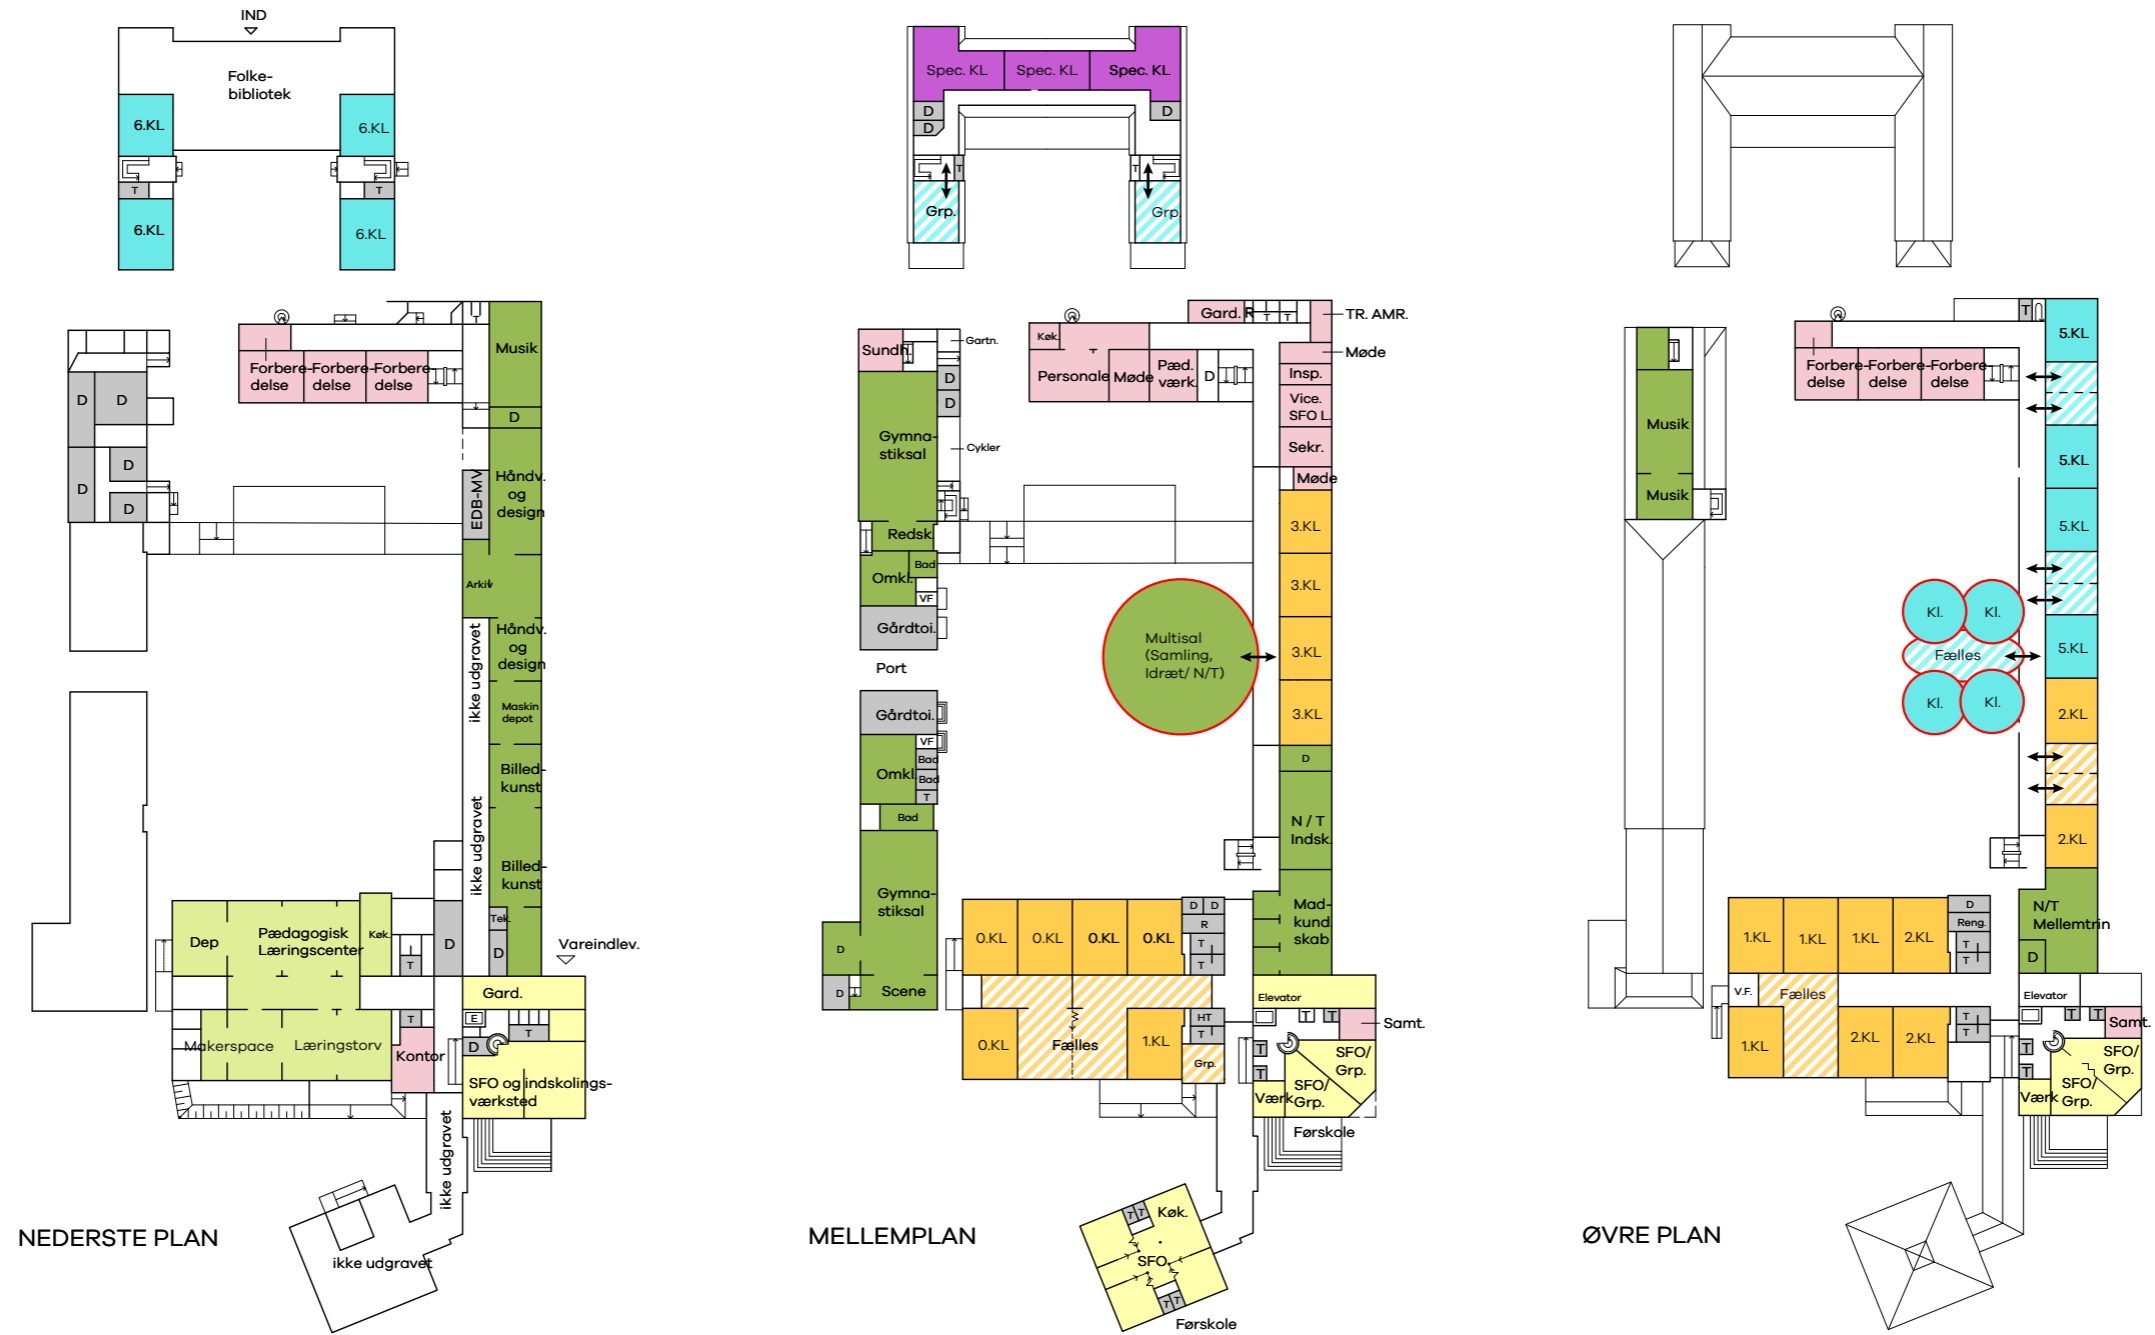 IND
Folke-
bibliotek
6.KL
6.KL
T
T
6.KL
6.KL
Musik
Forbere-
delse
Forbere-
delse
Forbere-
delse
D
D
D
D
D
D
EDB-MV
Håndv.
og
design
Arkiv
ikke udgravet
Håndv.
og
design
Maskin
depot
Billed-
kunst
ikke udgravet
Billed-
kunst
Dep
Pædagogisk
Læringscenter
Køk.
T
D
Tek.
D
Vareindlev.
Gard.
E
T
T
D
Makerspace
Læringstorv
Kontor
SFO og indskolings-
værksted
ikke udgravet
ikke udgravet
NEDERSTE PLAN
Spec. KL
Spec. KL
Spec. KL
D
D
D
T
T
Grp.
Grp.
Gard.
R
T
T
TR. AMR.
Sundh.
Gartn.
Køk.
Møde
Personale
Møde
Pæd.
værk.
D
Insp.
D
D
Vice.
SFO L.
Gymna-
stiksal
Cykler
Sekr.
Møde
Redsk.
3.KL
Omkl.
Bad
VF
3.KL
Gårdtoi.
Multisal
(Samling,
Idræt/ N/T)
3.KL
Port
Gårdtoi.
3.KL
VF
Omkl.
Bad
Bad
T
D
Bad
N / T
Indsk.
Gymna-
stiksal
D
Scene
D
0.KL
0.KL
0.KL
0.KL
D
D
R
T
T
Mad-
kund
skab
Elevator
HT
T
T
T
Samt.
0.KL
Fælles
1.KL
Grp.
T
T
SFO/
Grp.
SFO/
Grp.
Værk
Førskole
T
T
Køk.
SFO
T
T
Førskole
MELLEMPLAN
T
5.KL
Forbere-
delse
Forbere-
delse
Forbere-
delse
Musik
5.KL
Musik
5.KL
Kl.
Kl.
Fælles
5.KL
Kl.
Kl.
2.KL
2.KL
1.KL
1.KL
1.KL
2.KL
D
Reng.
T
T
N/T
Mellemtrin
D
V.F.
Fælles
Elevator
T
T
T
T
Samt.
1.KL
2.KL
2.KL
T
T
SFO/
Grp.
SFO/
Grp.
Værk
ØVRE PLAN